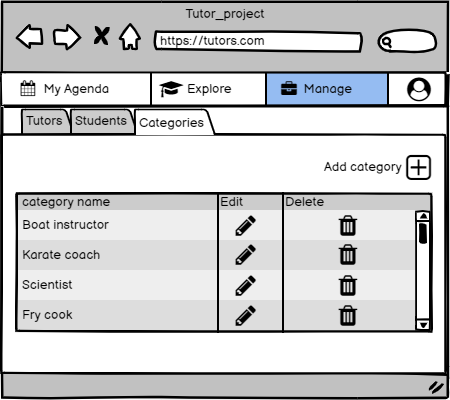 Tutor_project
https://tutors.com
My Agenda
Explore
Manage
Tutors
Students
Categories
Add category
category name Edit Delete
Boat instructor
Karate coach
Scientist
Fry cook